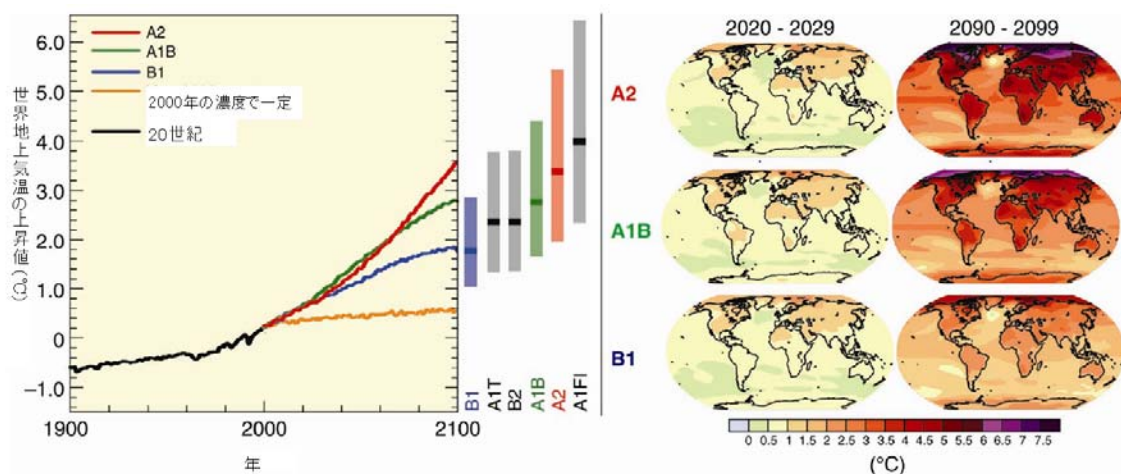 世界地上気温の上昇値(℃)
6.0
5.0
4.0
3.0
2.0
1.0
0
−1.0
A2
A1B
B1
2000年の濃度で一定
20世紀
1900
2000
2100
年
B1
A1T
B2
A1B
A2
A1FI
2020 - 2029
2090 - 2099
A2
A1B
B1
0 0.5 1 1.5 2 2.5 3 3.5 4 4.5 5 5.5 6 6.5 7 7.5
(°C)